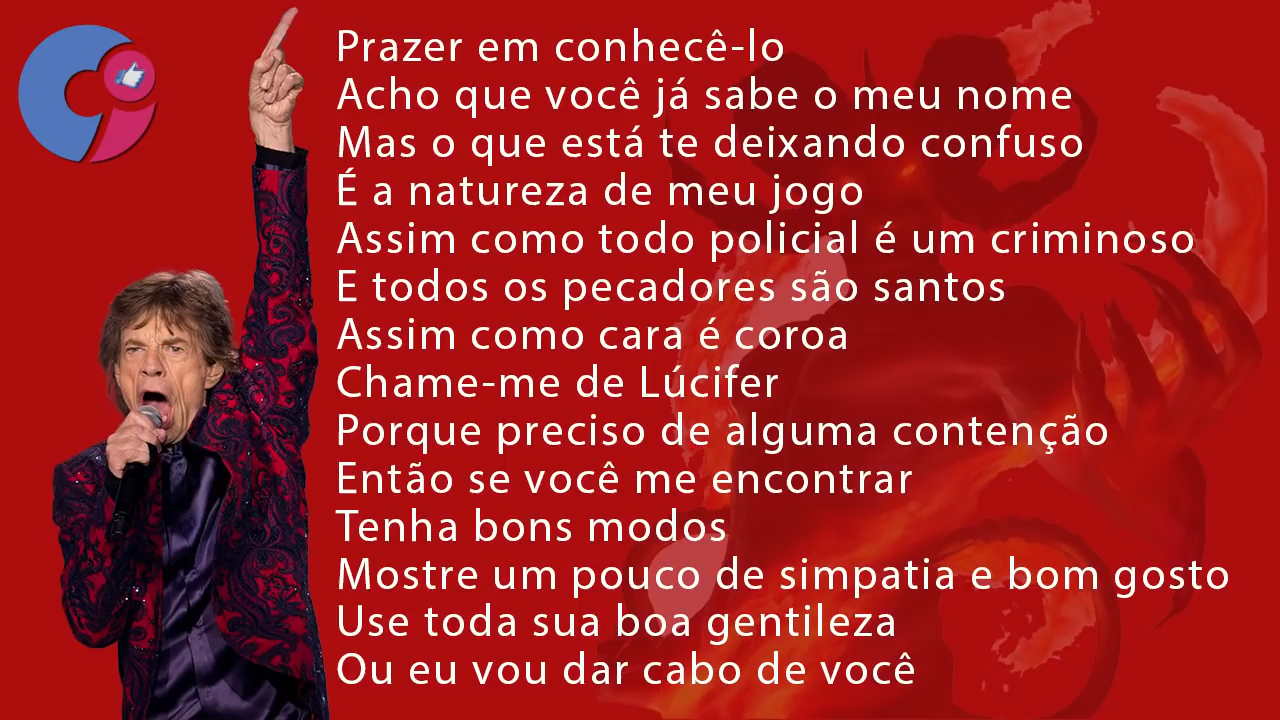 Prazer em conhecê-lo
Acho que você já sabe o meu nome
Mas o que está te deixando confuso
É a natureza de meu jogo
Assim como todo policial é um criminoso
E todos os pecadores são santos
Assim como cara é coroa
Chame-me de Lúcifer
Porque preciso de alguma contenção
Então se você me encontrar
Tenha bons modos
Mostre um pouco de simpatia e bom gosto
Use toda sua boa gentileza
Ou eu vou dar cabo de você